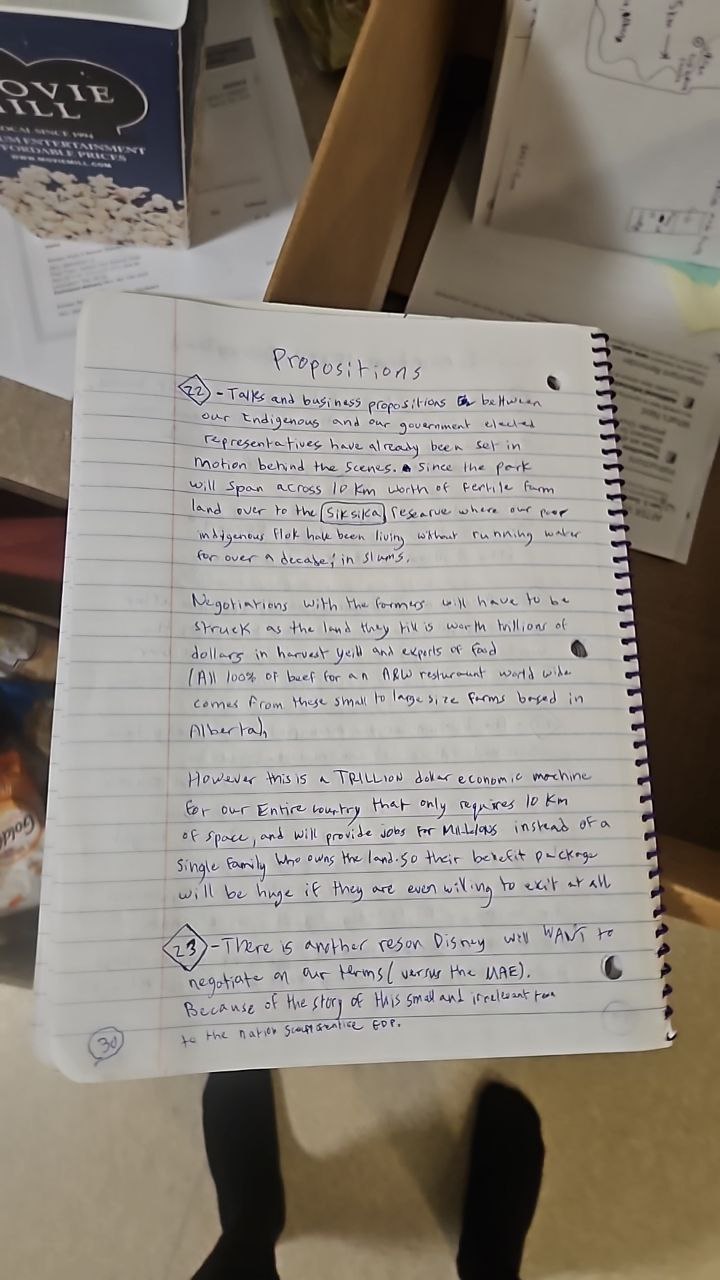 OVIE
ILL
OCAL SINCE 1994
UM ENTERTAINMENT
FORDABLE PRICES
WWW.MOVIEMILL.COM
Propositions
22 - Talks and business propositions between
our Indigenous and our government elected
representatives have already been set in
motion behind the scenes. Since the park
will span across 10 Km worth of fertile farm
land over to the Siksika researve where our poor
indigenous flok have been living without running water
for over a decade, in slums.
Negotiations with the farmers will have to be
struck as the land they till is worth trillions of
dollars in harvest yeild and exports of food
(All 100% of beef for an A&W resturaunt world wide
comes from these small to large size farms based in
Alberta).
However this is a TRILLION dollar economic machine
for our Entire country that only requires 10 Km
of space, and will provide jobs for MILLIONS instead of a
single family who owns the land. So their benefit package
will be huge if they are even willing to exit at all
23 - There is another reson Disney will WANT to
negotiate on our terms (versus the UAE).
Because of the story of this small and irrelevant
to the nation EDP.
30
Gold